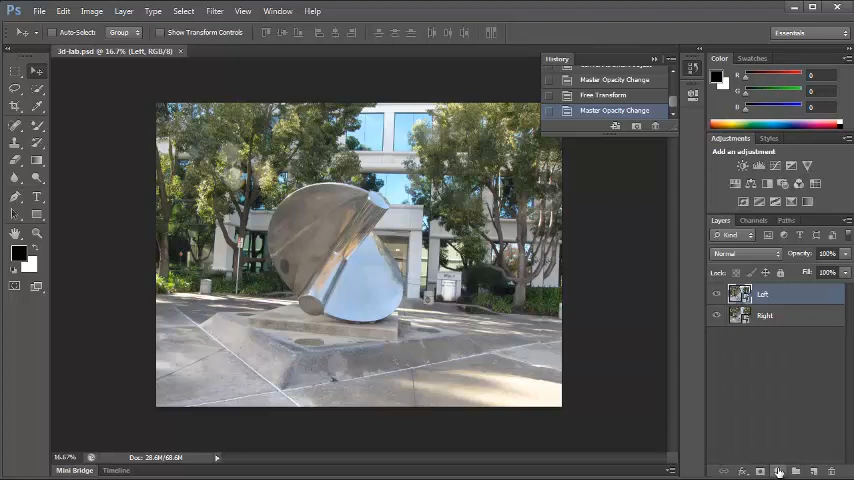 Ps File Edit Image Layer Type Select Filter View Window Help
Auto-Select: Group Show Transform Controls Essentials
3d-lab.psd @ 16.7% (Left, RGB/8) ×
History
Master Opacity Change
Free Transform
Master Opacity Change
Color Swatches
R 0
G 0
B 0
Adjustments Styles
Add an adjustment
Layers Channels Paths
Kind
Normal Opacity: 100%
Lock: Fill: 100%
Left
Right
16.67% Doc: 28.6M/68.6M
Mini Bridge Timeline